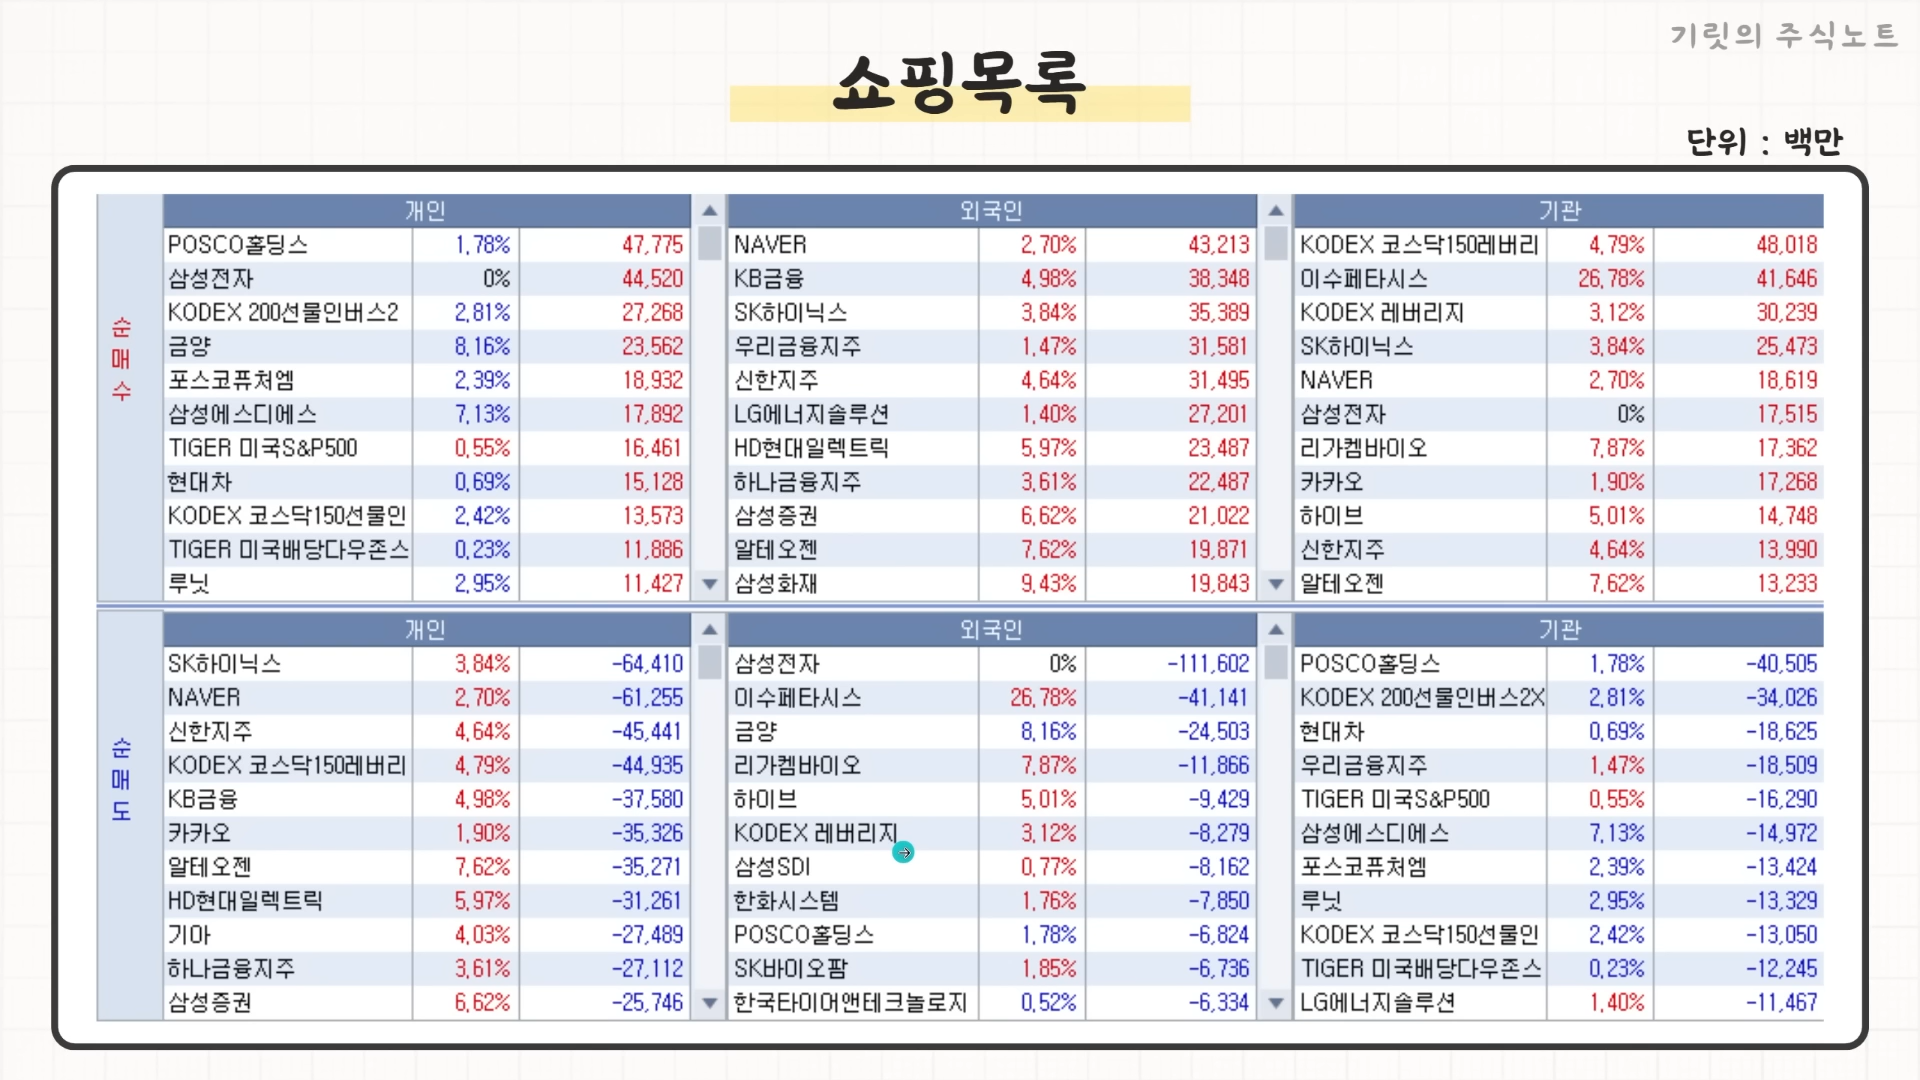 기릿의 주식노트
쇼핑목록
단위 : 백만
순매수
개인
POSCO홀딩스 1,78% 47,775
삼성전자 0% 44,520
KODEX 200선물인버스2 2,81% 27,268
금양 8,16% 23,562
포스코퓨처엠 2,39% 18,932
삼성에스디에스 7,13% 17,892
TIGER 미국S&P500 0,55% 16,461
현대차 0,69% 15,128
KODEX 코스닥150선물인 2,42% 13,573
TIGER 미국배당다우존스 0,23% 11,886
루닛 2,95% 11,427
외국인
NAVER 2,70% 43,213
KB금융 4,98% 38,348
SK하이닉스 3,84% 35,389
우리금융지주 1,47% 31,581
신한지주 4,64% 31,495
LG에너지솔루션 1,40% 27,201
HD현대일렉트릭 5,97% 23,487
하나금융지주 3,61% 22,487
삼성증권 6,62% 21,022
알테오젠 7,62% 19,871
삼성화재 9,43% 19,843
기관
KODEX 코스닥150레버리 4,79% 48,018
이수페타시스 26,78% 41,646
KODEX 레버리지 3,12% 30,239
SK하이닉스 3,84% 25,473
NAVER 2,70% 18,619
삼성전자 0% 17,515
리가켐바이오 7,87% 17,362
카카오 1,90% 17,268
하이브 5,01% 14,748
신한지주 4,64% 13,990
알테오젠 7,62% 13,233
순매도
개인
SK하이닉스 3,84% -64,410
NAVER 2,70% -61,255
신한지주 4,64% -45,441
KODEX 코스닥150레버리 4,79% -44,935
KB금융 4,98% -37,580
카카오 1,90% -35,326
알테오젠 7,62% -35,271
HD현대일렉트릭 5,97% -31,261
기아 4,03% -27,489
하나금융지주 3,61% -27,112
삼성증권 6,62% -25,746
외국인
삼성전자 0% -111,602
이수페타시스 26,78% -41,141
금양 8,16% -24,503
리가켐바이오 7,87% -11,866
하이브 5,01% -9,429
KODEX 레버리지 3,12% -8,279
삼성SDI 0,77% -8,162
한화시스템 1,76% -7,850
POSCO홀딩스 1,78% -6,824
SK바이오팜 1,85% -6,736
한국타이어앤테크놀로지 0,52% -6,334
기관
POSCO홀딩스 1,78% -40,505
KODEX 200선물인버스2X 2,81% -34,026
현대차 0,69% -18,625
우리금융지주 1,47% -18,509
TIGER 미국S&P500 0,55% -16,290
삼성에스디에스 7,13% -14,972
포스코퓨처엠 2,39% -13,424
루닛 2,95% -13,329
KODEX 코스닥150선물인 2,42% -13,050
TIGER 미국배당다우존스 0,23% -12,245
LG에너지솔루션 1,40% -11,467